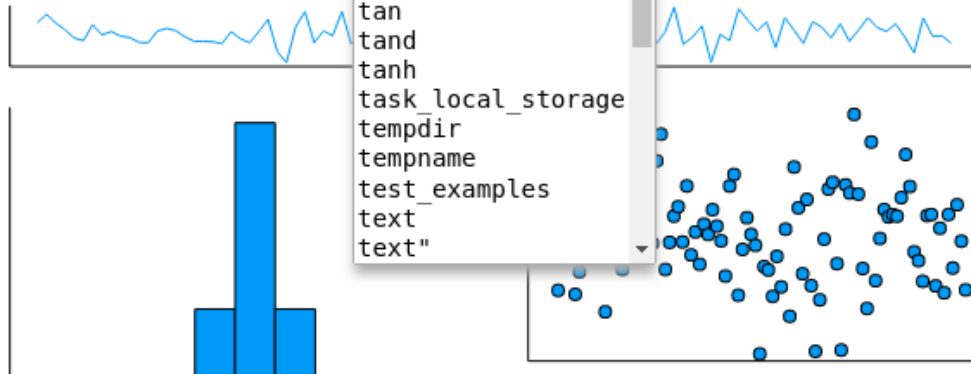 tan
tand
tanh
task_local_storage
tempdir
tempname
test_examples
text
text"